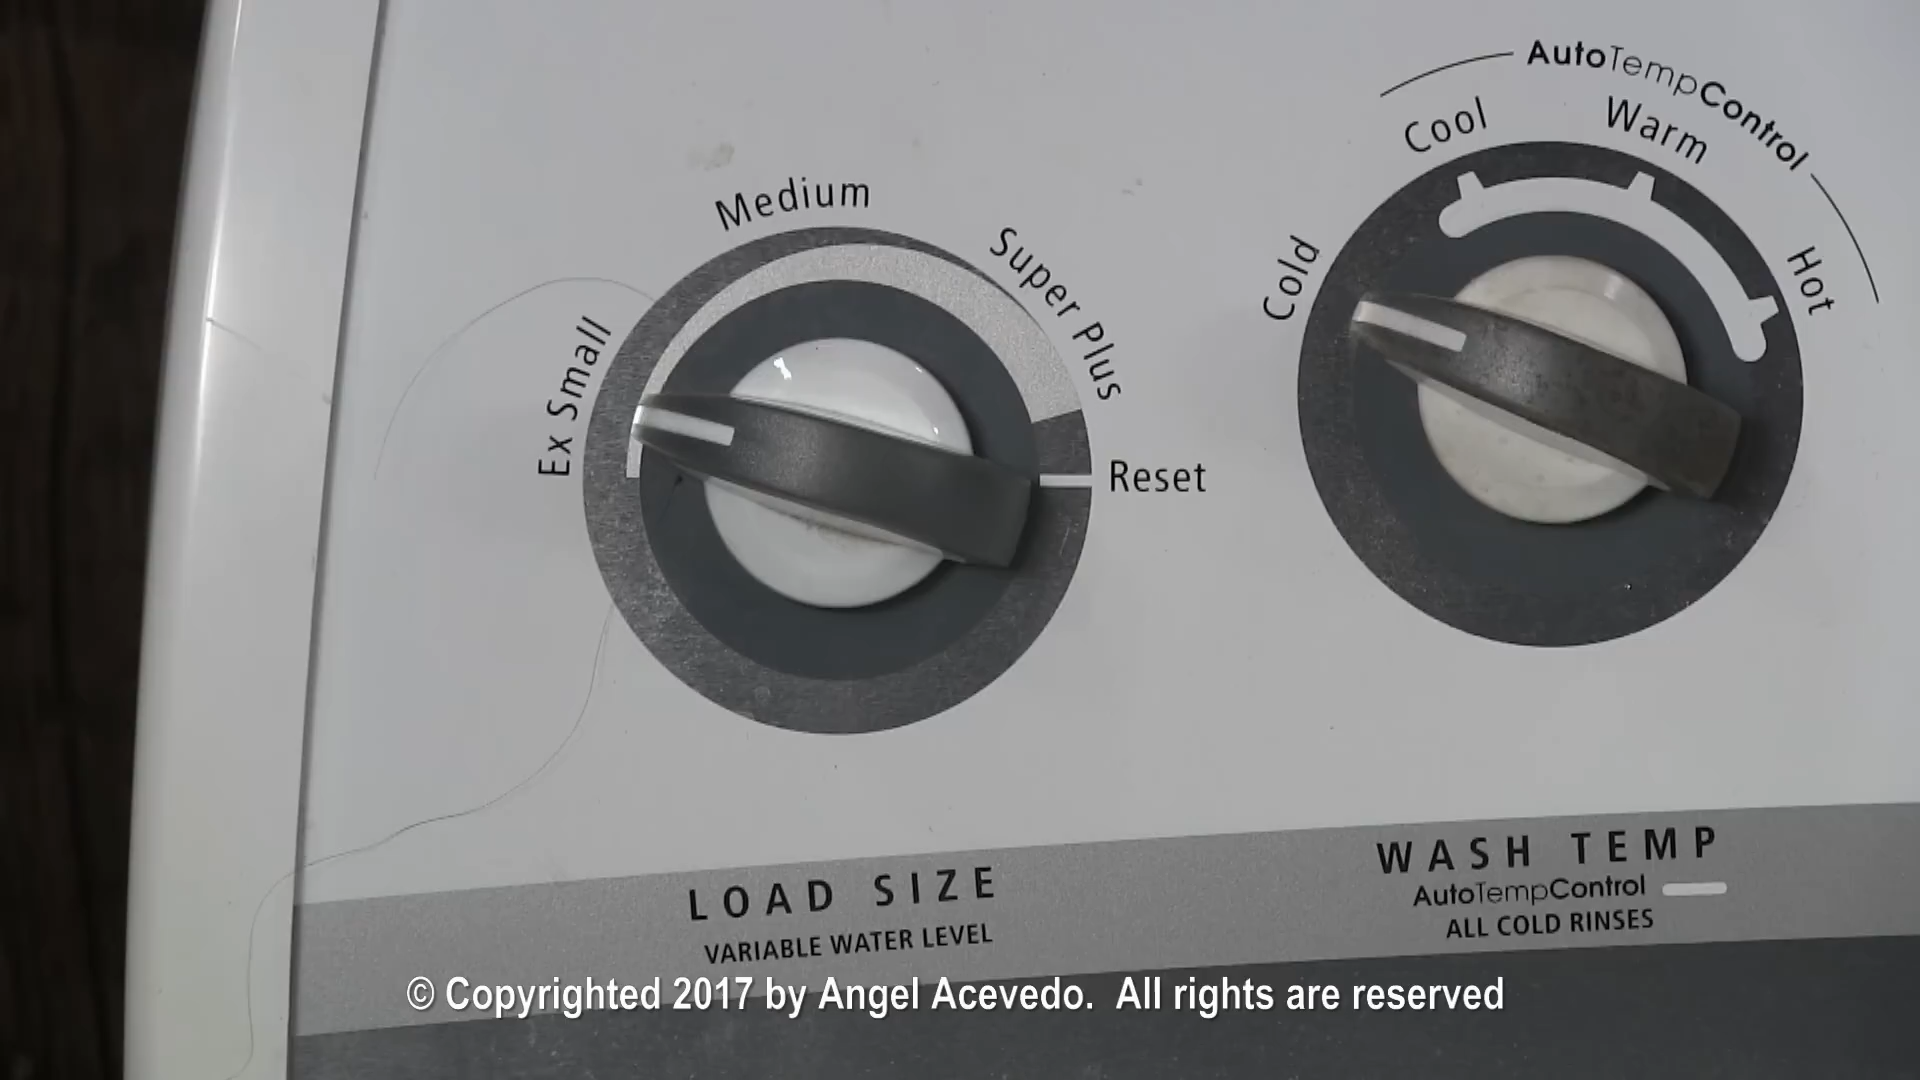 AutoTempControl
Cool
Warm
Cold
Hot
Medium
Super Plus
Ex Small
Reset
LOAD SIZE
VARIABLE WATER LEVEL
WASH TEMP
AutoTempControl
ALL COLD RINSES
© Copyrighted 2017 by Angel Acevedo. All rights are reserved